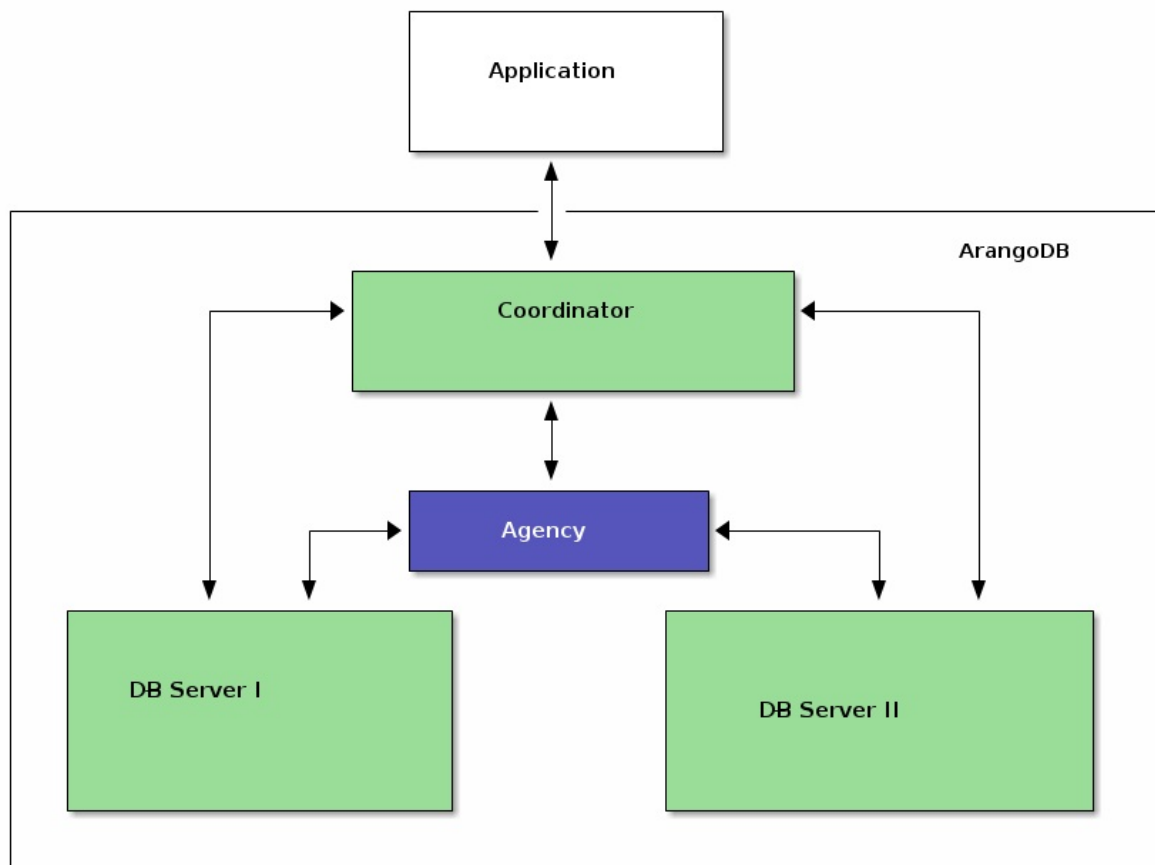 Application
ArangoDB
Coordinator
Agency
DB Server I
DB Server II